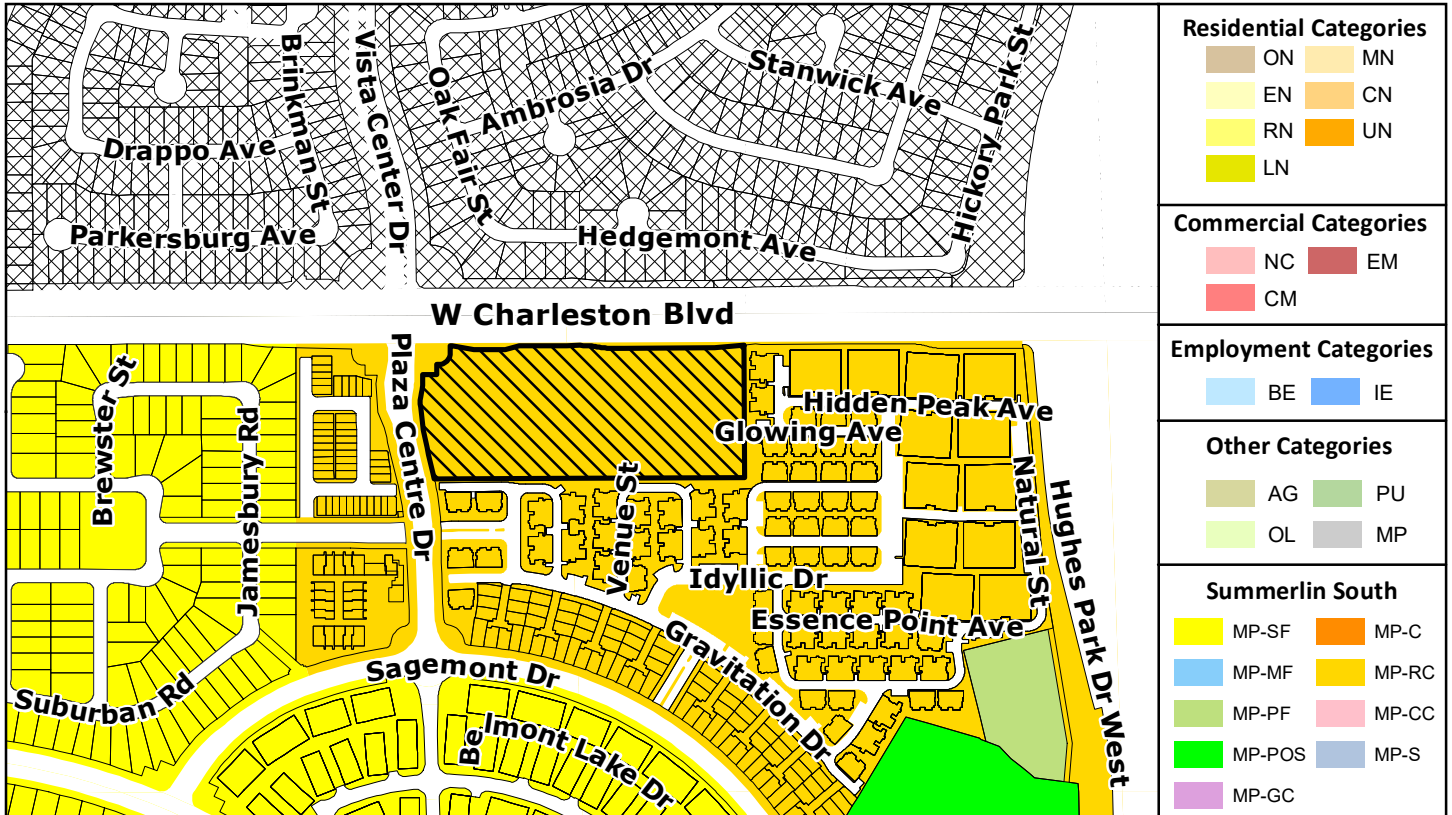 Brinkman St
Vista Center Dr
Oak Fair St
Ambrosia Dr
Stanwick Ave
Hickory Park St
Drappo Ave
Parkersburg Ave
Hedgemont Ave
W Charleston Blvd
Brewster St
Jamesbury Rd
Plaza Centre Dr
Hidden Peak Ave
Glowing Ave
Venue St
Natural St
Hughes Park Dr West
Idyllic Dr
Essence Point Ave
Gravitation Dr
Sagemont Dr
Suburban Rd
Belmont Lake Dr
Residential Categories
ON MN
EN CN
RN UN
LN
Commercial Categories
NC EM
CM
Employment Categories
BE IE
Other Categories
AG PU
OL MP
Summerlin South
MP-SF MP-C
MP-MF MP-RC
MP-PF MP-CC
MP-POS MP-S
MP-GC